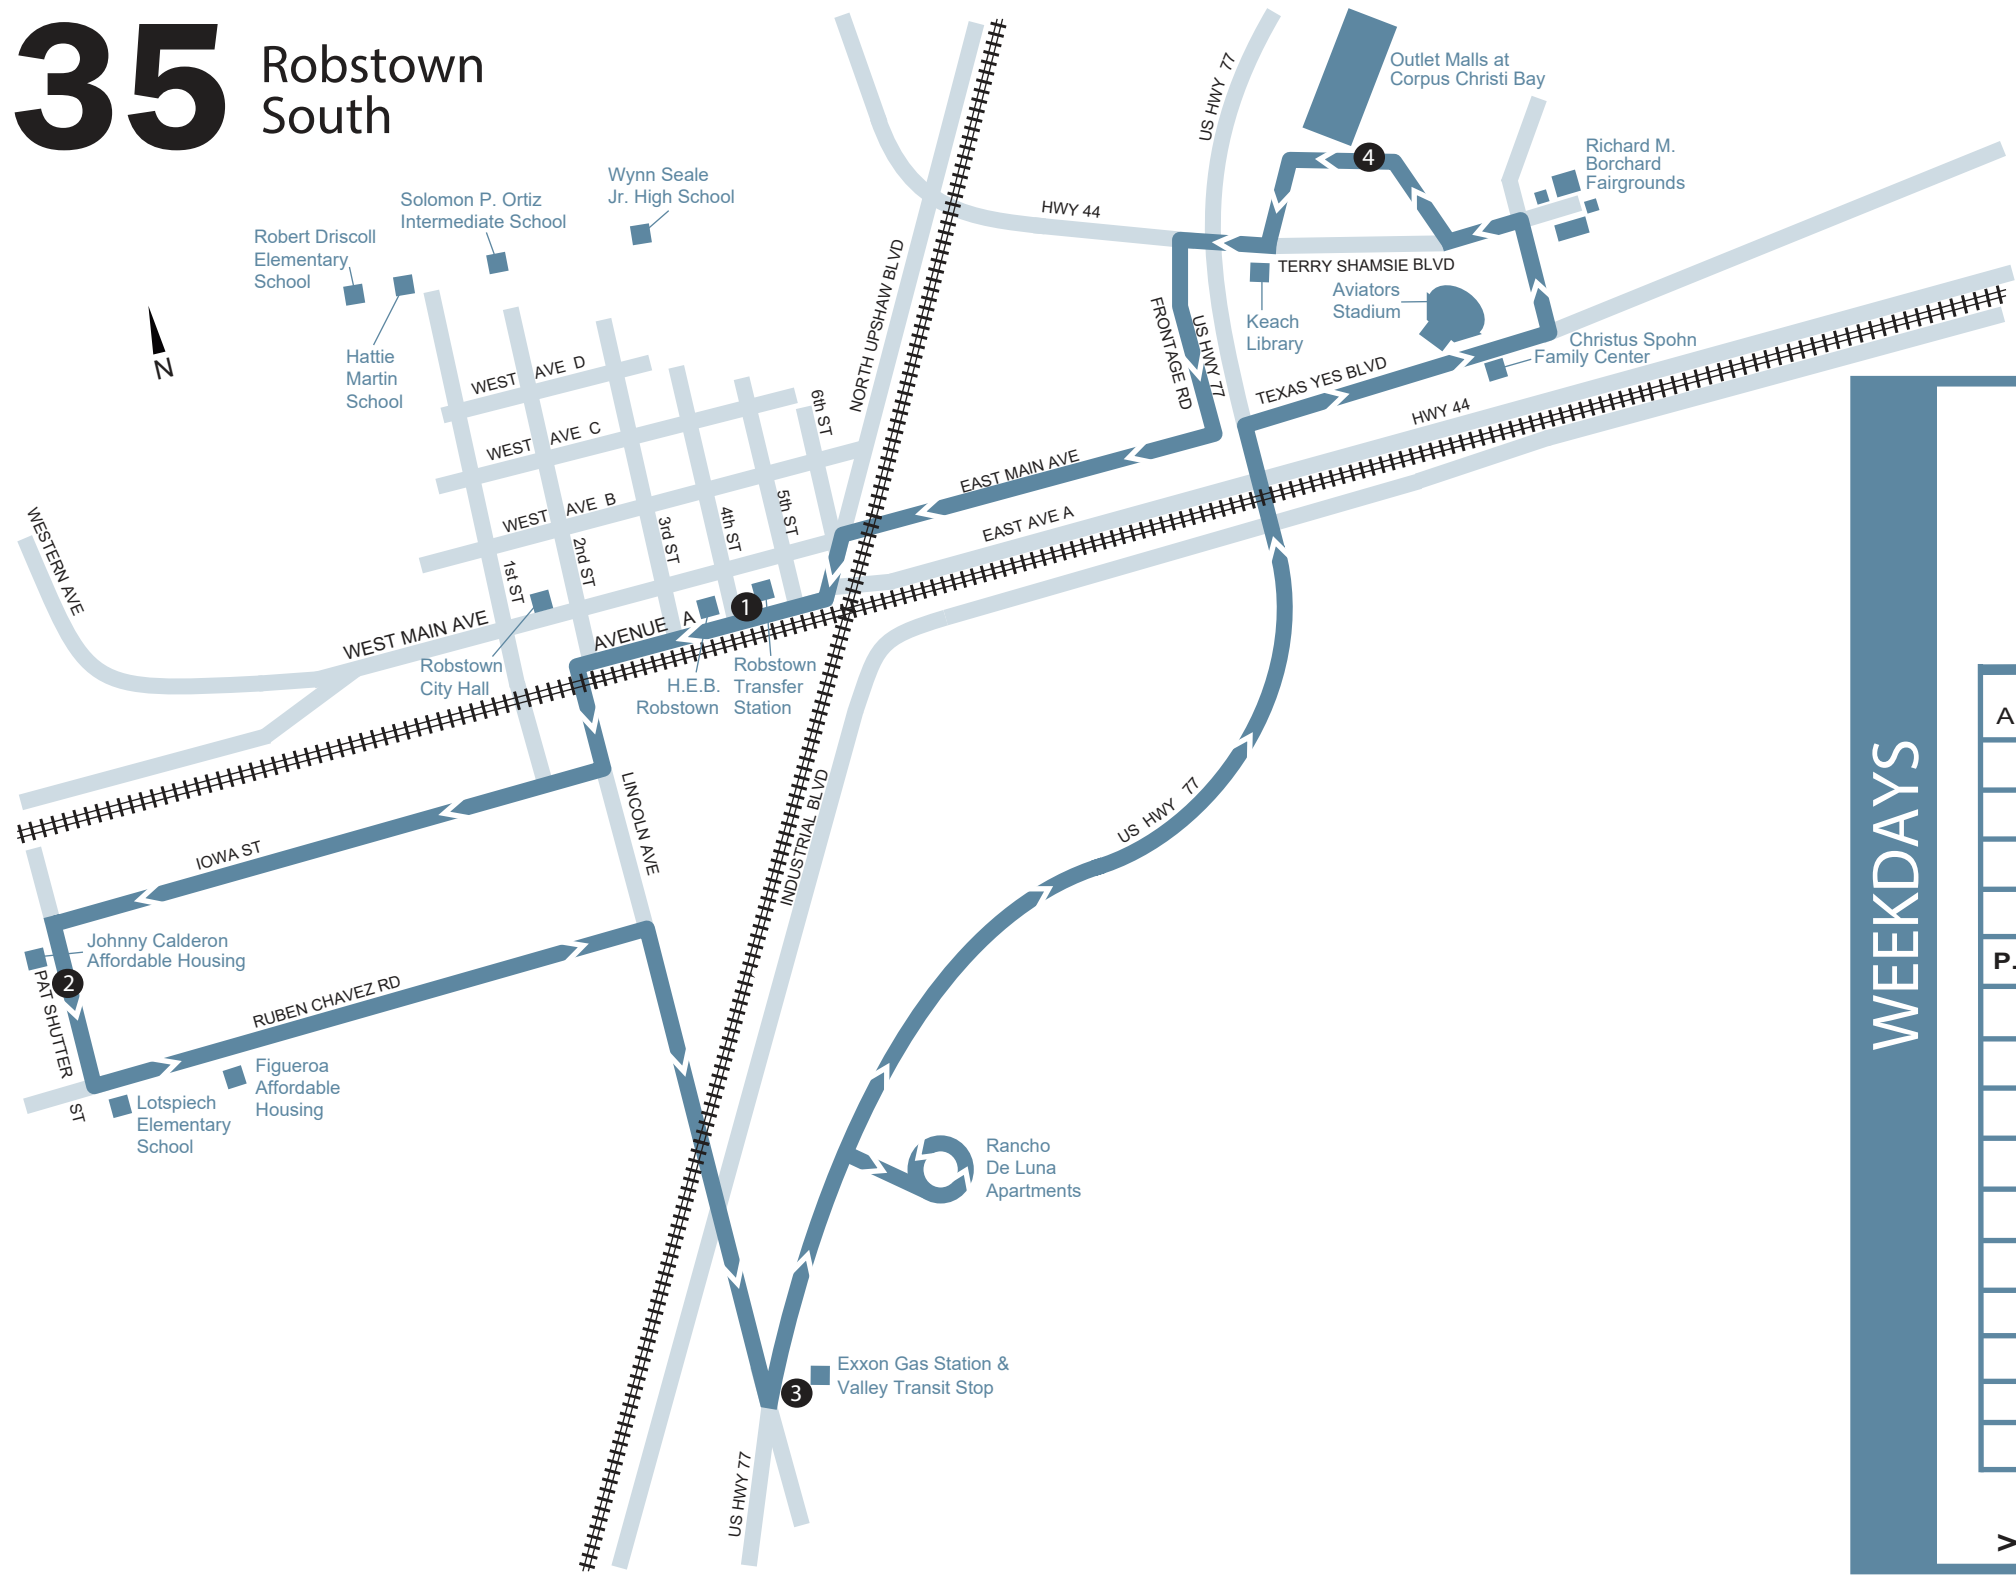 35
Robstown
South
Outlet Malls at
Corpus Christi Bay
US HWY 77
Richard M.
Borchard
Fairgrounds
Wynn Seale
Jr. High School
Solomon P. Ortiz
Intermediate School
Robert Driscoll
Elementary
School
4
HWY 44
TERRY SHAMSIE BLVD
Aviators
Stadium
Keach
Library
NORTH UPSHAW BLVD
FRONTAGE RD
US HWY 77
Christus Spohn
Family Center
TEXAS YES BLVD
HWY 44
N
Hattie
Martin
School
WEST AVE D
WEST AVE C
WEST AVE B
6th ST
5th ST
4th ST
3rd ST
2nd ST
1st ST
EAST MAIN AVE
EAST AVE A
WESTERN AVE
WEST MAIN AVE
AVENUE A
1
Robstown
City Hall
H.E.B.
Robstown
Robstown
Transfer
Station
LINCOLN AVE
INDUSTRIAL BLVD
US HWY 77
IOWA ST
Johnny Calderon
Affordable Housing
2
PAT SHUTTER ST
RUBEN CHAVEZ RD
Figueroa
Affordable
Housing
Lotspiech
Elementary
School
Rancho
De Luna
Apartments
Exxon Gas Station &
Valley Transit Stop
3
US HWY 77
WEEKDAYS
A
P.